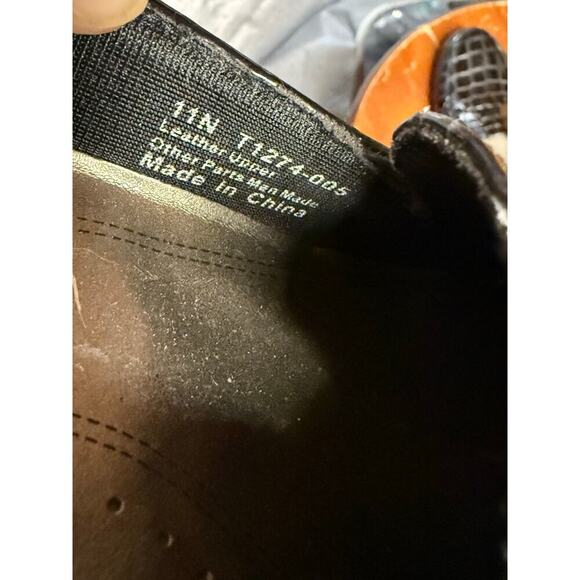 11N T1274-005
Leather Upper
Other Parts Man Made
Made in China